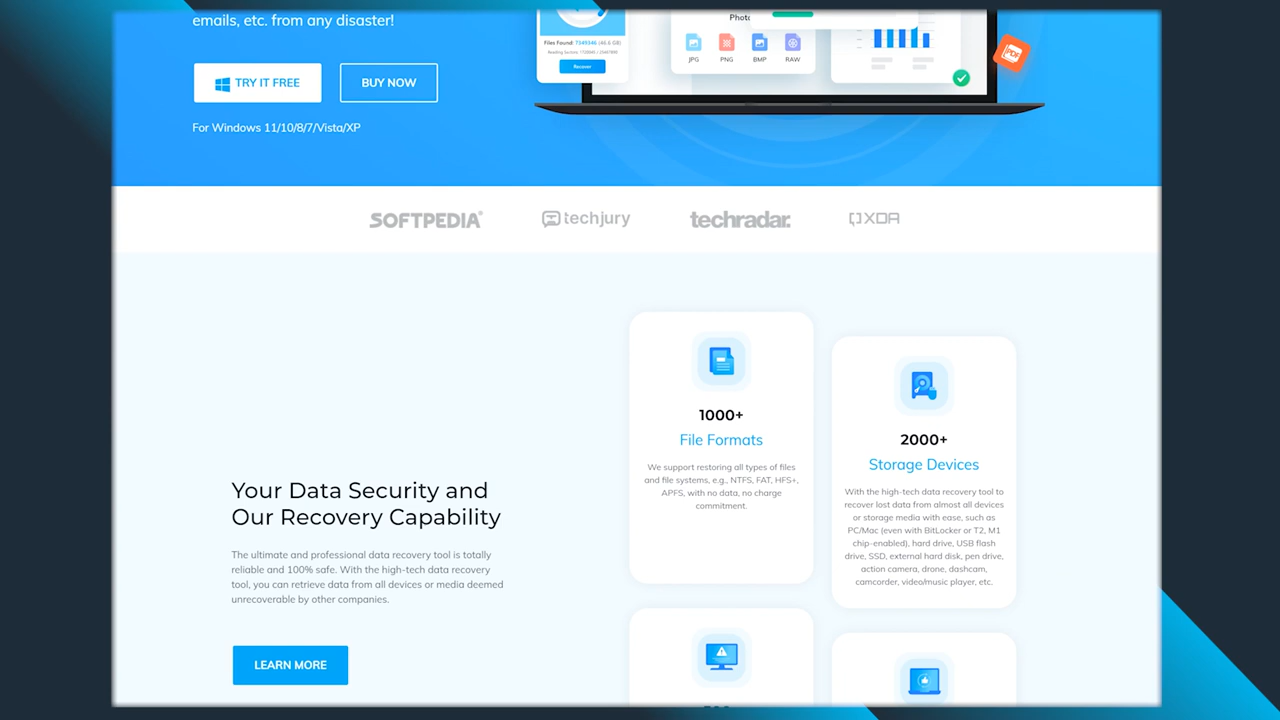 emails, etc. from any disaster!
TRY IT FREE
BUY NOW
For Windows 11/10/8/7/Vista/XP
Files Found: 7349346 (46.6 GB)
Recover
Photo
JPG
PNG
BMP
RAW
PDF
SOFTPEDIA®
techjury
techradar.
XDA
Your Data Security and
Our Recovery Capability
The ultimate and professional data recovery tool is totally
reliable and 100% safe. With the high-tech data recovery
tool, you can retrieve data from all devices or media deemed
unrecoverable by other companies.
LEARN MORE
1000+
File Formats
We support restoring all types of files
and file systems, e.g., NTFS, FAT, HFS+,
APFS, with no data, no charge
commitment.
2000+
Storage Devices
With the high-tech data recovery tool to
recover lost data from almost all devices
or storage media with ease, such as
PC/Mac (even with BitLocker or T2, M1
chip-enabled), hard drive, USB flash
drive, SSD, external hard disk, pen drive,
action camera, drone, dashcam,
camcorder, video/music player, etc.